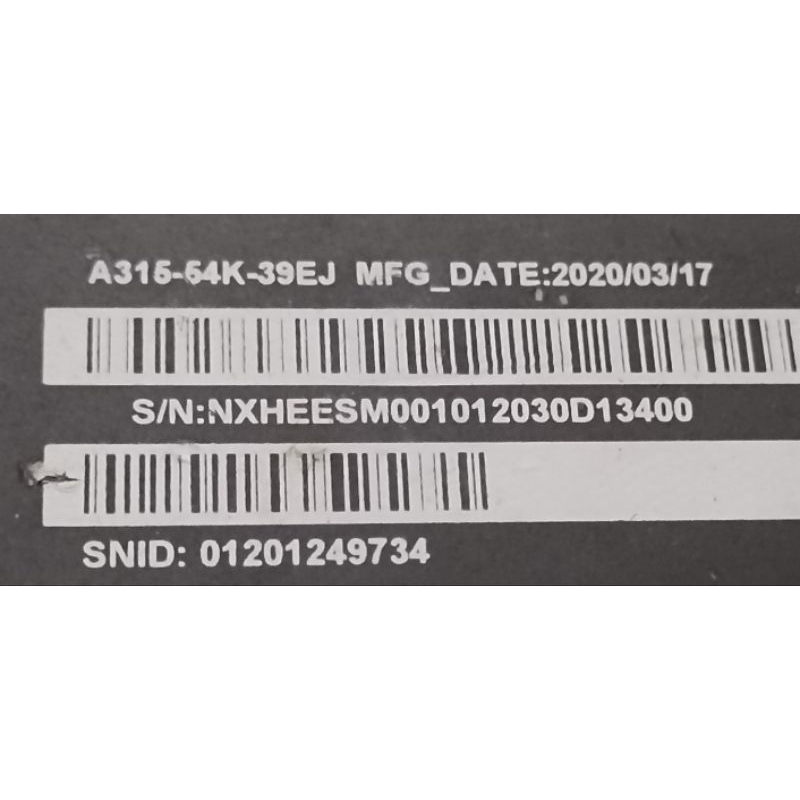 A315-54K-39EJ MFG_DATE:2020/03/17
S/N:NXHEESM001012030D13400
SNID: 01201249734